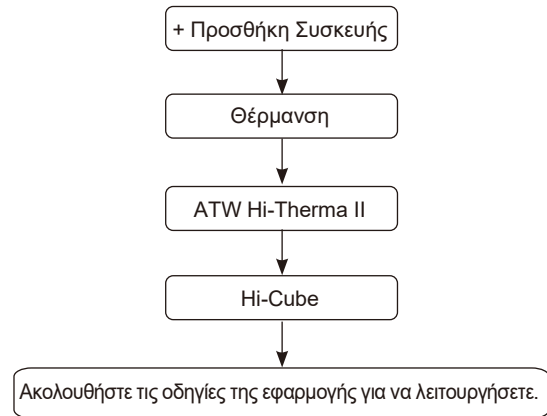 + Προσθήκη Συσκευής
Θέρμανση
ATW Hi-Therma II
Hi-Cube
Ακολουθήστε τις οδηγίες της εφαρμογής για να λειτουργήσετε.